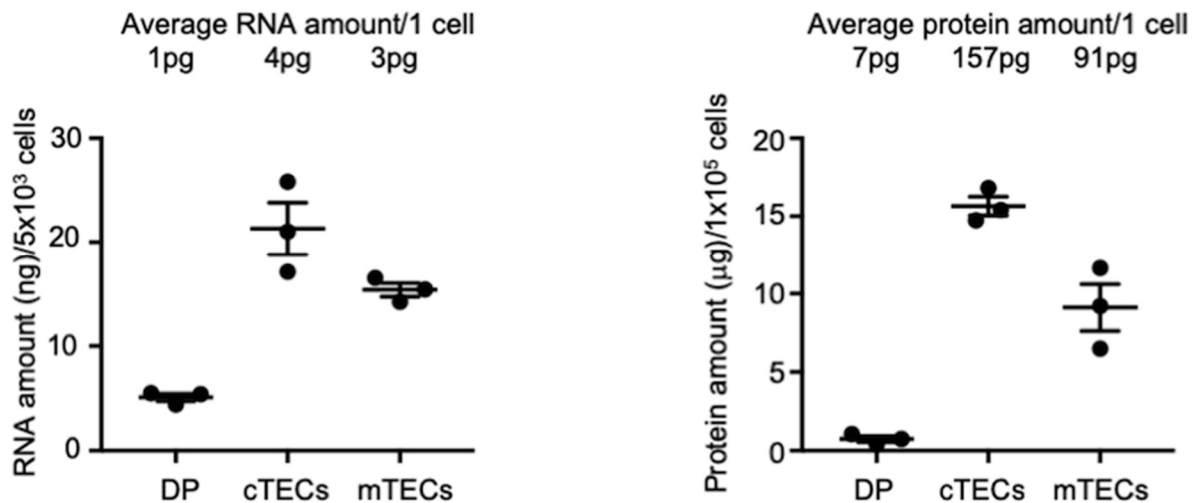 Average RNA amount/1 cell
1pg 4pg 3pg
RNA amount (ng)/5x10³ cells
30
20
10
0
DP cTECs mTECs
Average protein amount/1 cell
7pg 157pg 91pg
Protein amount (μg)/1x10⁵ cells
20
15
10
5
0
DP cTECs mTECs